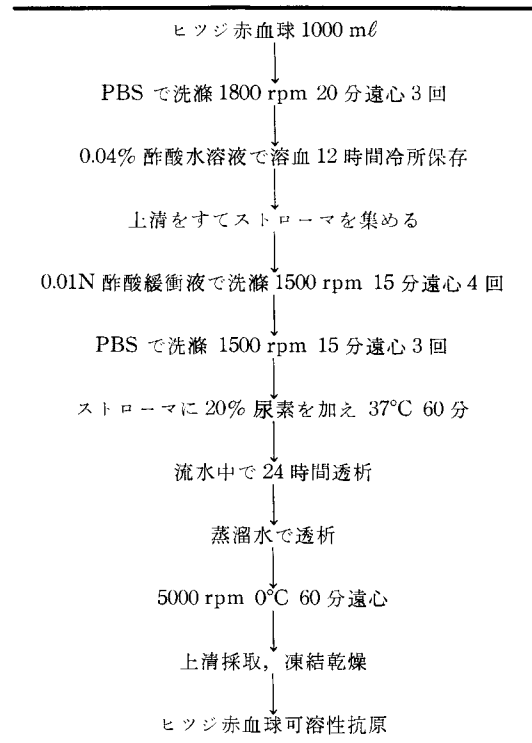 ヒツジ赤血球 1000 mℓ
PBS で洗滌 1800 rpm 20 分遠心 3 回
0.04% 酢酸水溶液で溶血 12 時間冷所保存
上清をすてストローマを集める
0.01N 酢酸緩衝液で洗滌 1500 rpm 15 分遠心 4 回
PBS で洗滌 1500 rpm 15 分遠心 3 回
ストローマに 20% 尿素を加え 37°C 60 分
流水中で 24 時間透析
蒸溜水で透析
5000 rpm 0°C 60 分遠心
上清採取，凍結乾燥
ヒツジ赤血球可溶性抗原